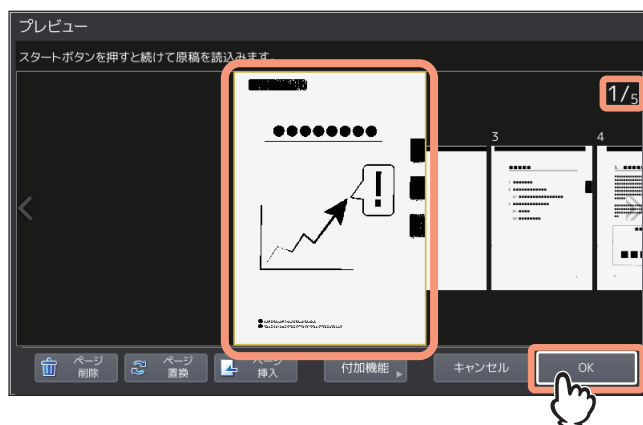 プレビュー
スタートボタンを押すと続けて原稿を読込みます。
1/5
3
4
!
ページ
削除
ページ
置換
ページ
挿入
付加機能
キャンセル
OK